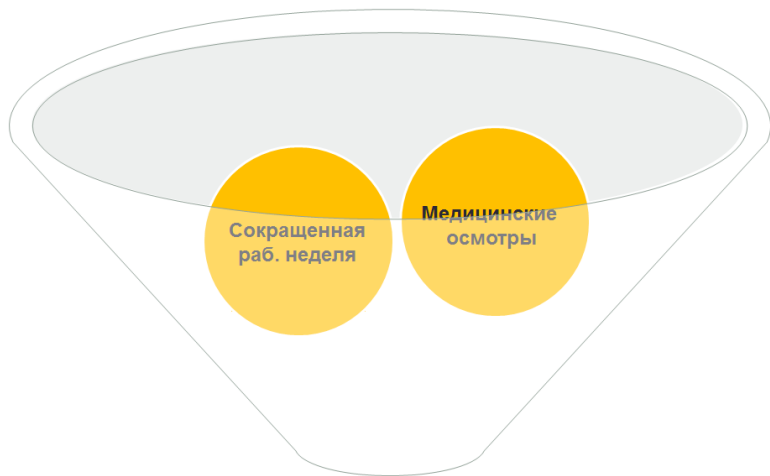 Сокращенная
раб. неделя
Медицинские
осмотры